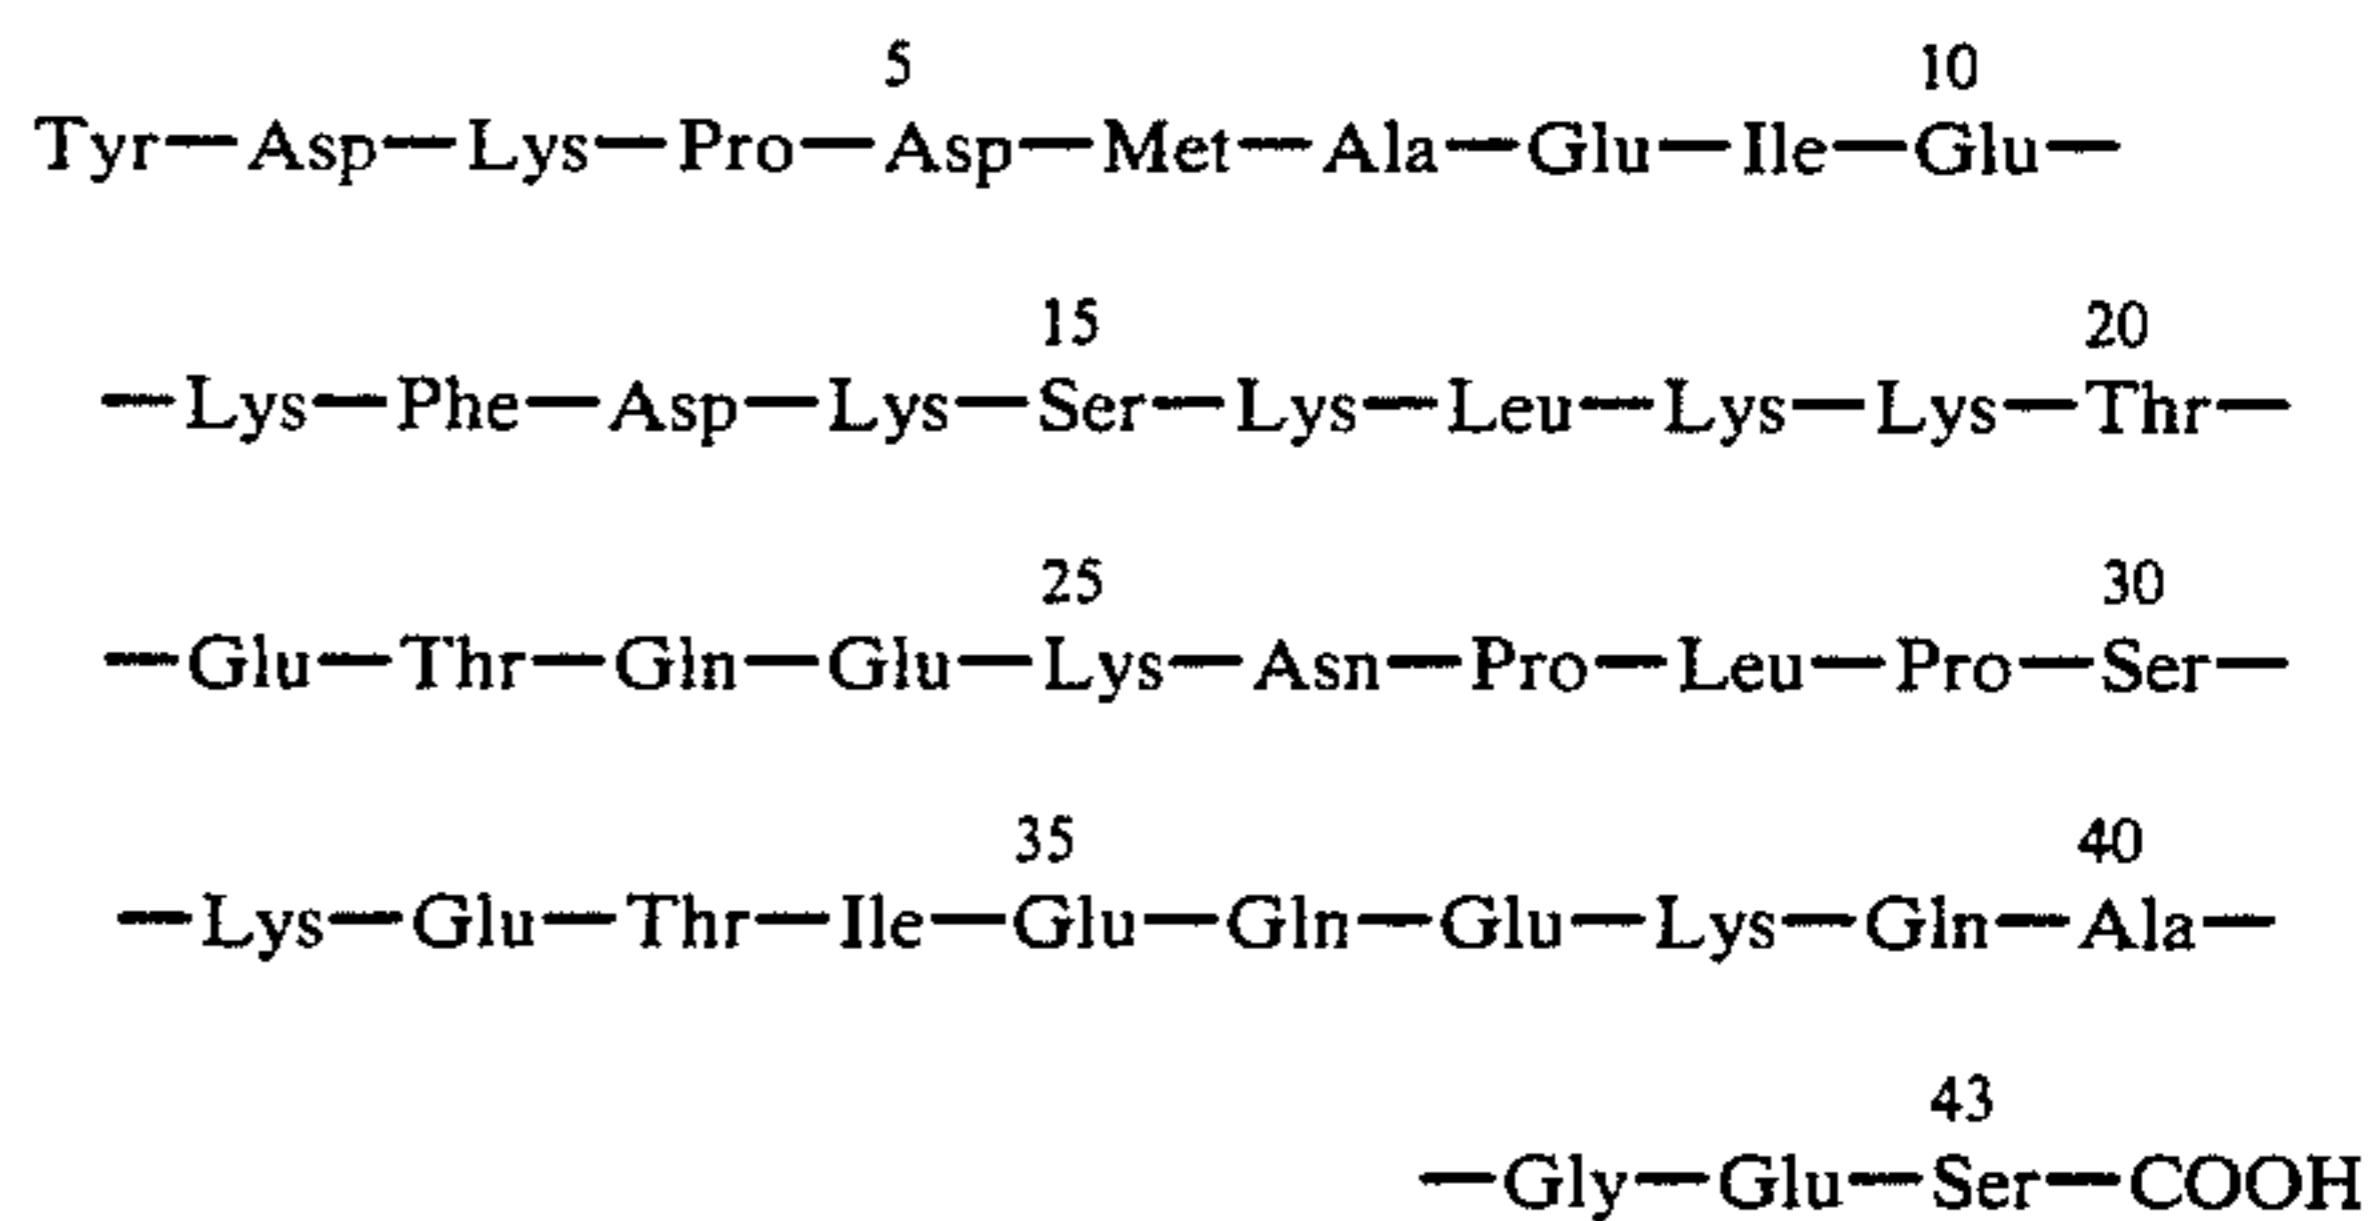 5 10
Tyr—Asp—Lys—Pro—Asp—Met—Ala—Glu—Ile—Glu—
15 20
—Lys—Phe—Asp—Lys—Ser—Lys—Leu—Lys—Lys—Thr—
25 30
—Glu—Thr—Gln—Glu—Lys—Asn—Pro—Leu—Pro—Ser—
35 40
—Lys—Glu—Thr—Ile—Glu—Gln—Glu—Lys—Gln—Ala—
43
—Gly—Glu—Ser—COOH